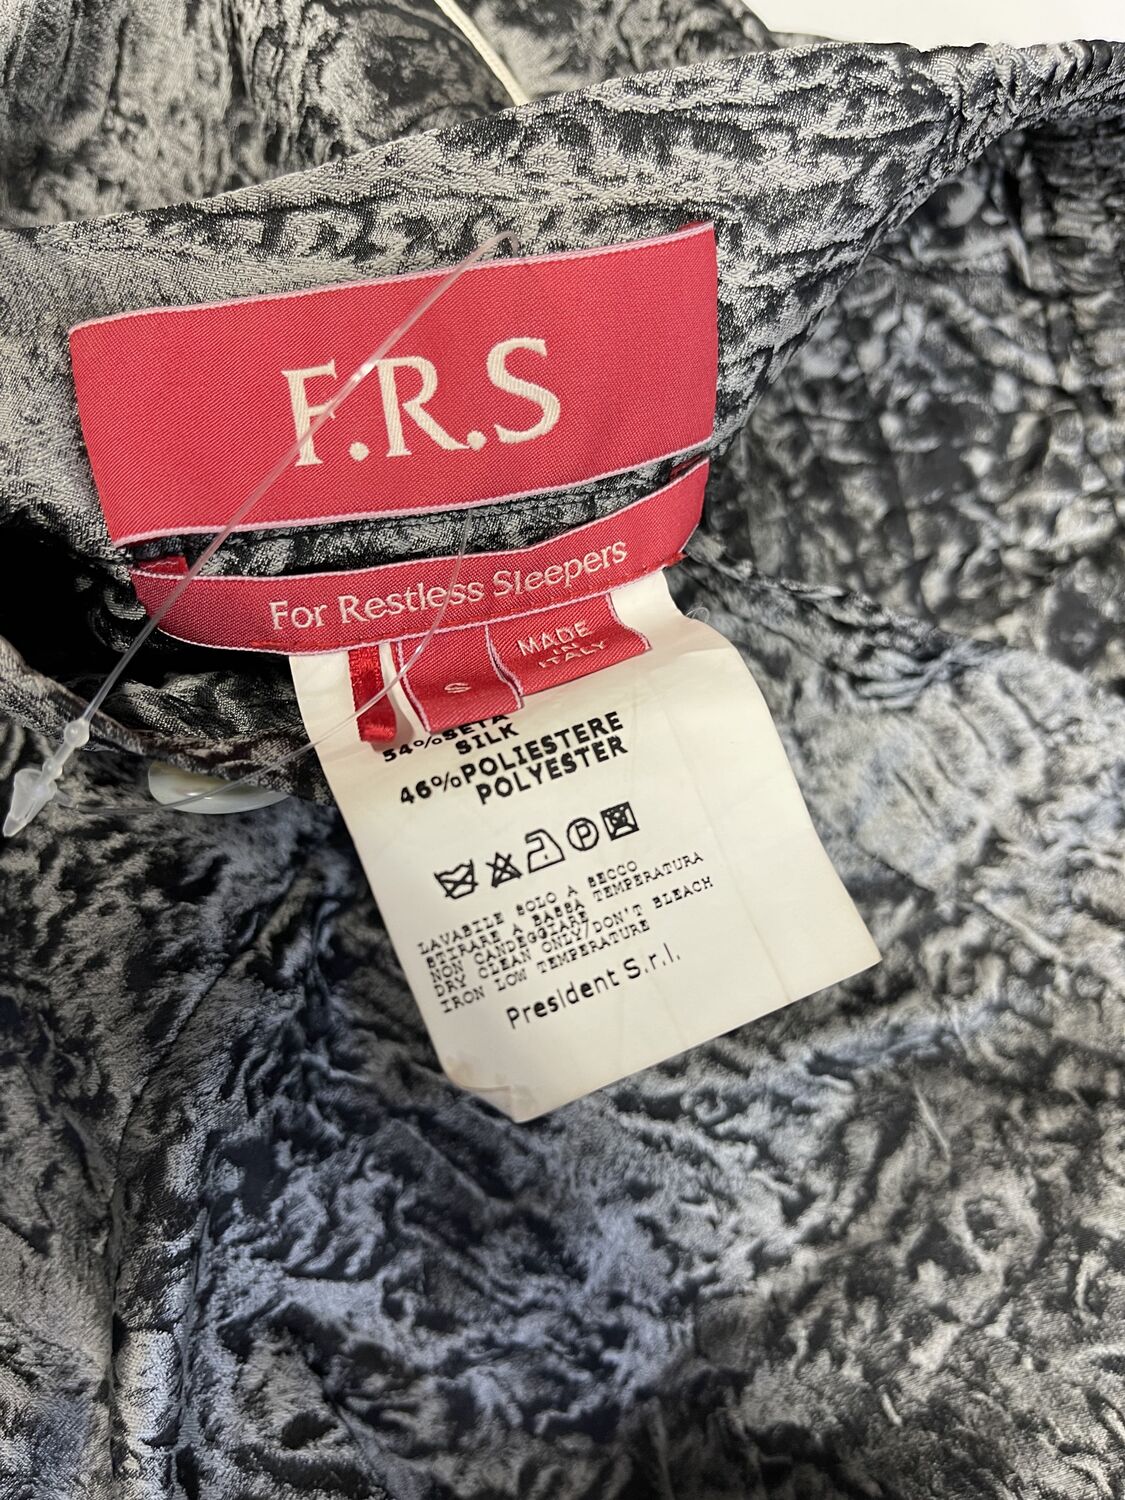 F.R.S
For Restless Sleepers
MADE
IN
ITALY
S
54%SETA
SILK
46%POLIESTERE
POLYESTER
P
LAVABILE SOLO A SECCO
STIRARE A BASSA TEMPERATURA
NON CANDEGGIARE
DRY CLEAN ONLY/DON'T BLEACH
IRON LOW TEMPERATURE
President S.r.l.